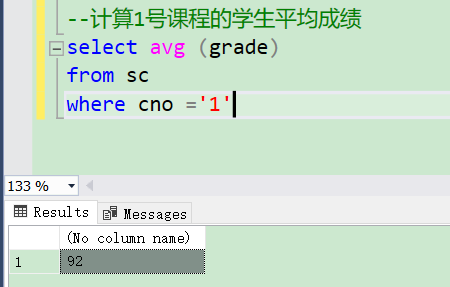 --计算1号课程的学生平均成绩
select avg (grade)
from sc
where cno ='1'
133 %
Results Messages
(No column name)
1 92